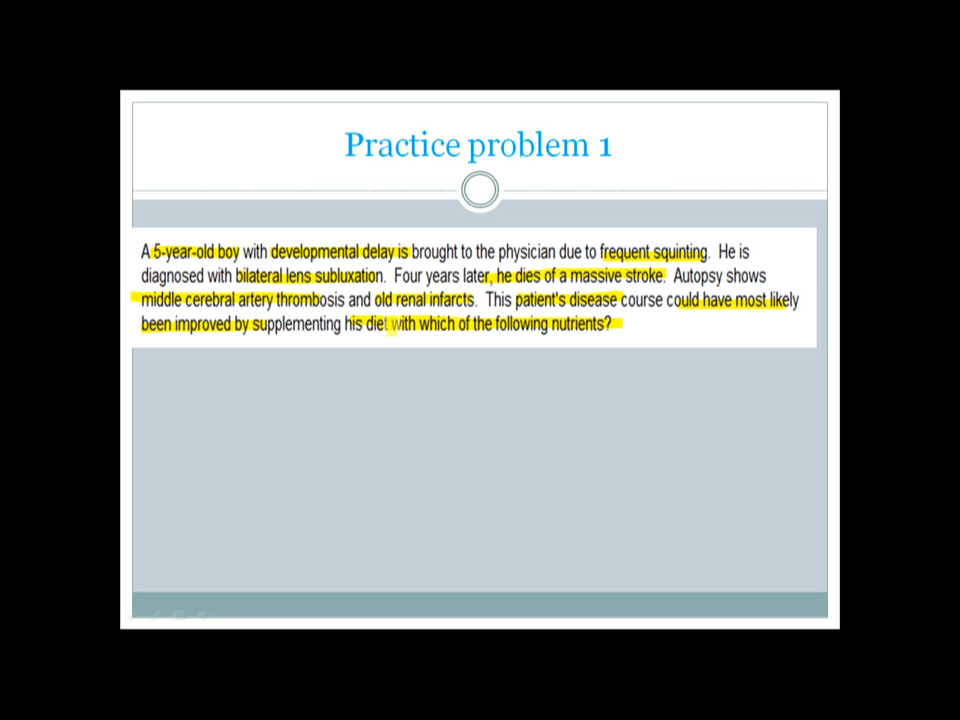 Practice problem 1
A 5-year-old boy with developmental delay is brought to the physician due to frequent squinting. He is
diagnosed with bilateral lens subluxation. Four years later, he dies of a massive stroke. Autopsy shows
middle cerebral artery thrombosis and old renal infarcts. This patient's disease course could have most likely
been improved by supplementing his diet with which of the following nutrients?